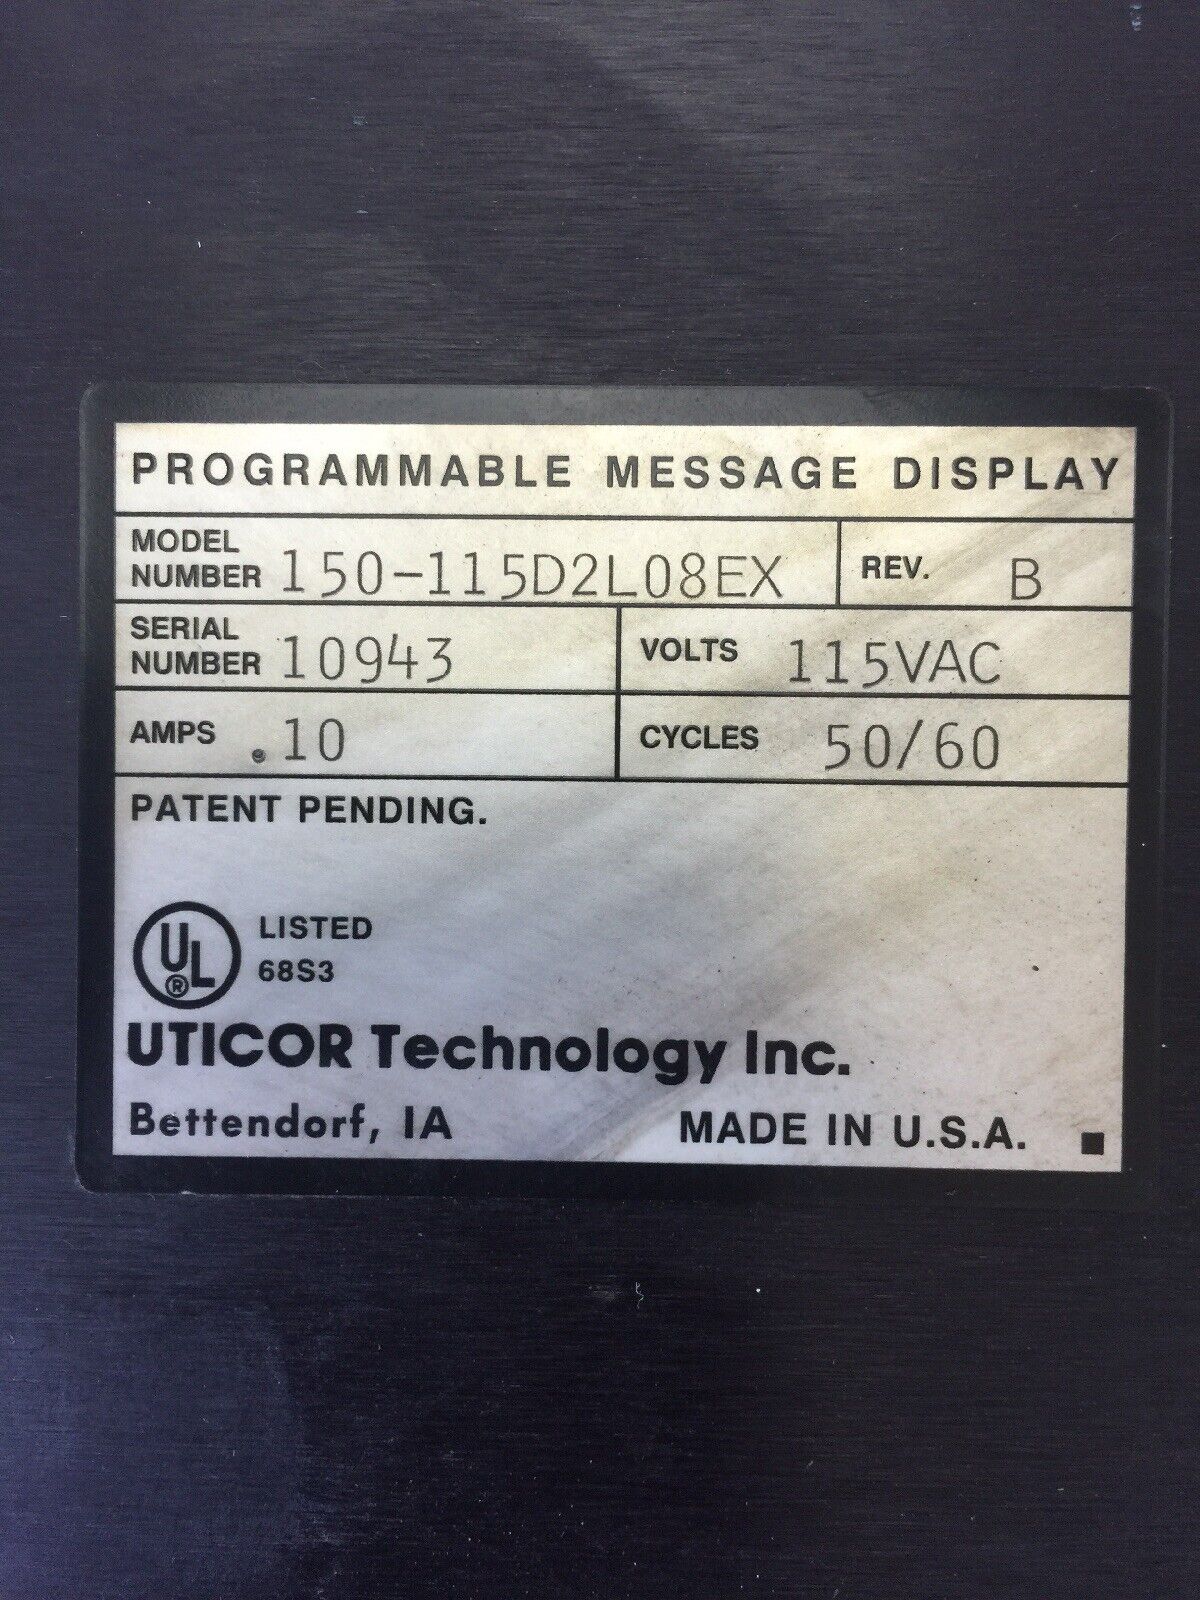 PROGRAMMABLE MESSAGE DISPLAY
MODEL NUMBER 150-115D2L08EX REV. B
SERIAL NUMBER 10943 VOLTS 115VAC
AMPS .10 CYCLES 50/60
PATENT PENDING.
UL® LISTED
68S3
UTICOR Technology Inc.
Bettendorf, IA MADE IN U.S.A.